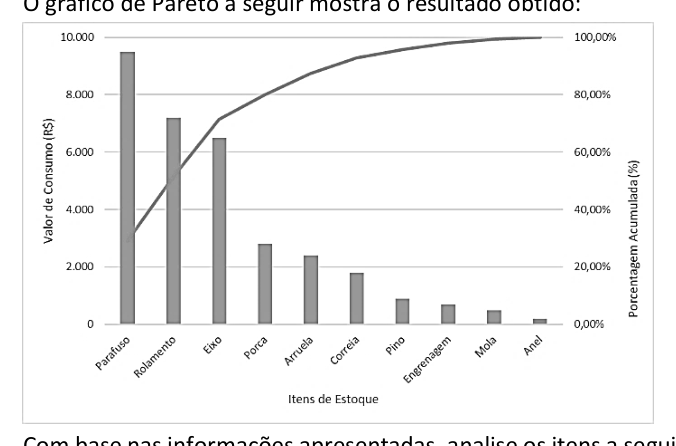 O gráfico de Pareto a seguir mostra o resultado obtido:
10.000
8.000
6.000
4.000
2.000
0
Valor de Consumo (R$)
100,00%
80,00%
60,00%
40,00%
20,00%
0,00%
Porcentagem Acumulada (%)
Parafuso
Rolamento
Eixo
Porca
Arruela
Correia
Pino
Engrenagem
Mola
Anel
Itens de Estoque
Com base nas informações apresentadas, analise os itens a segui